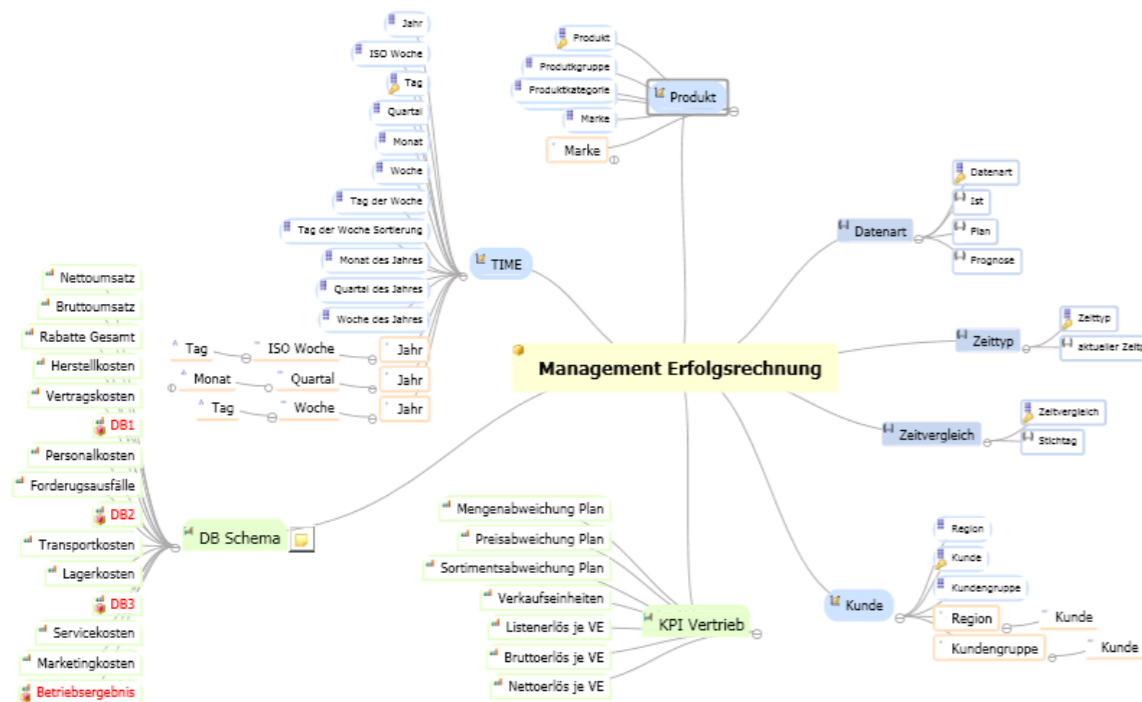 Jahr
ISO Woche
Tag
Quartal
Monat
Woche
Tag der Woche
Tag der Woche Sortierung
Monat des Jahres
Quartal des Jahres
Woche des Jahres
Tag ISO Woche Jahr
Monat Quartal Jahr
Tag Woche Jahr
TIME
Produkt
Produtkgruppe
Produktkategorie
Marke
Marke
Produkt
Datenart
Datenart
Ist
Plan
Prognose
Zeittyp
Zeittyp
Zeitvergleich
Zeitvergleich
Stichtag
Management Erfolgsrechnung
Nettoumsatz
Bruttoumsatz
Rabatte Gesamt
Herstellkosten
Vertragskosten
DB1
Personalkosten
Forderugsausfälle
DB2
Transportkosten
Lagerkosten
DB3
Servicekosten
Marketingkosten
Betriebsergebnis
DB Schema
Mengenabweichung Plan
Preisabweichung Plan
Sortimentsabweichung Plan
Verkaufseinheiten
Listenerlös je VE
Bruttoerlös je VE
Nettoerlös je VE
KPI Vertrieb
Kunde
Region
Kunde
Kundengruppe
Region Kunde
Kundengruppe Kunde
aktueller